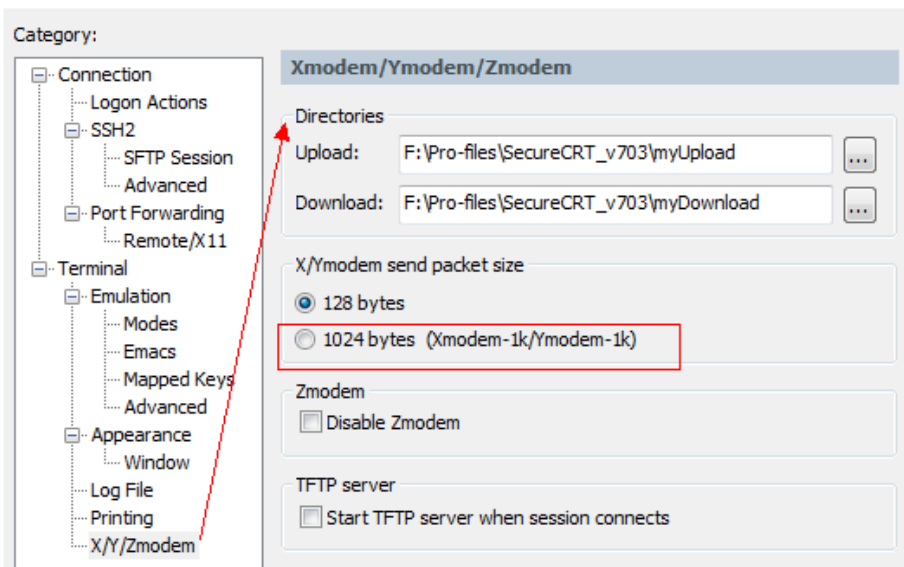 Category:
Connection
Logon Actions
SSH2
SFTP Session
Advanced
Port Forwarding
Remote/X11
Terminal
Emulation
Modes
Emacs
Mapped Keys
Advanced
Appearance
Window
Log File
Printing
X/Y/Zmodem
Xmodem/Ymodem/Zmodem
Directories
Upload: F:\Pro-files\SecureCRT_v703\myUpload ...
Download: F:\Pro-files\SecureCRT_v703\myDownload ...
X/Ymodem send packet size
128 bytes
1024 bytes (Xmodem-1k/Ymodem-1k)
Zmodem
Disable Zmodem
TFTP server
Start TFTP server when session connects